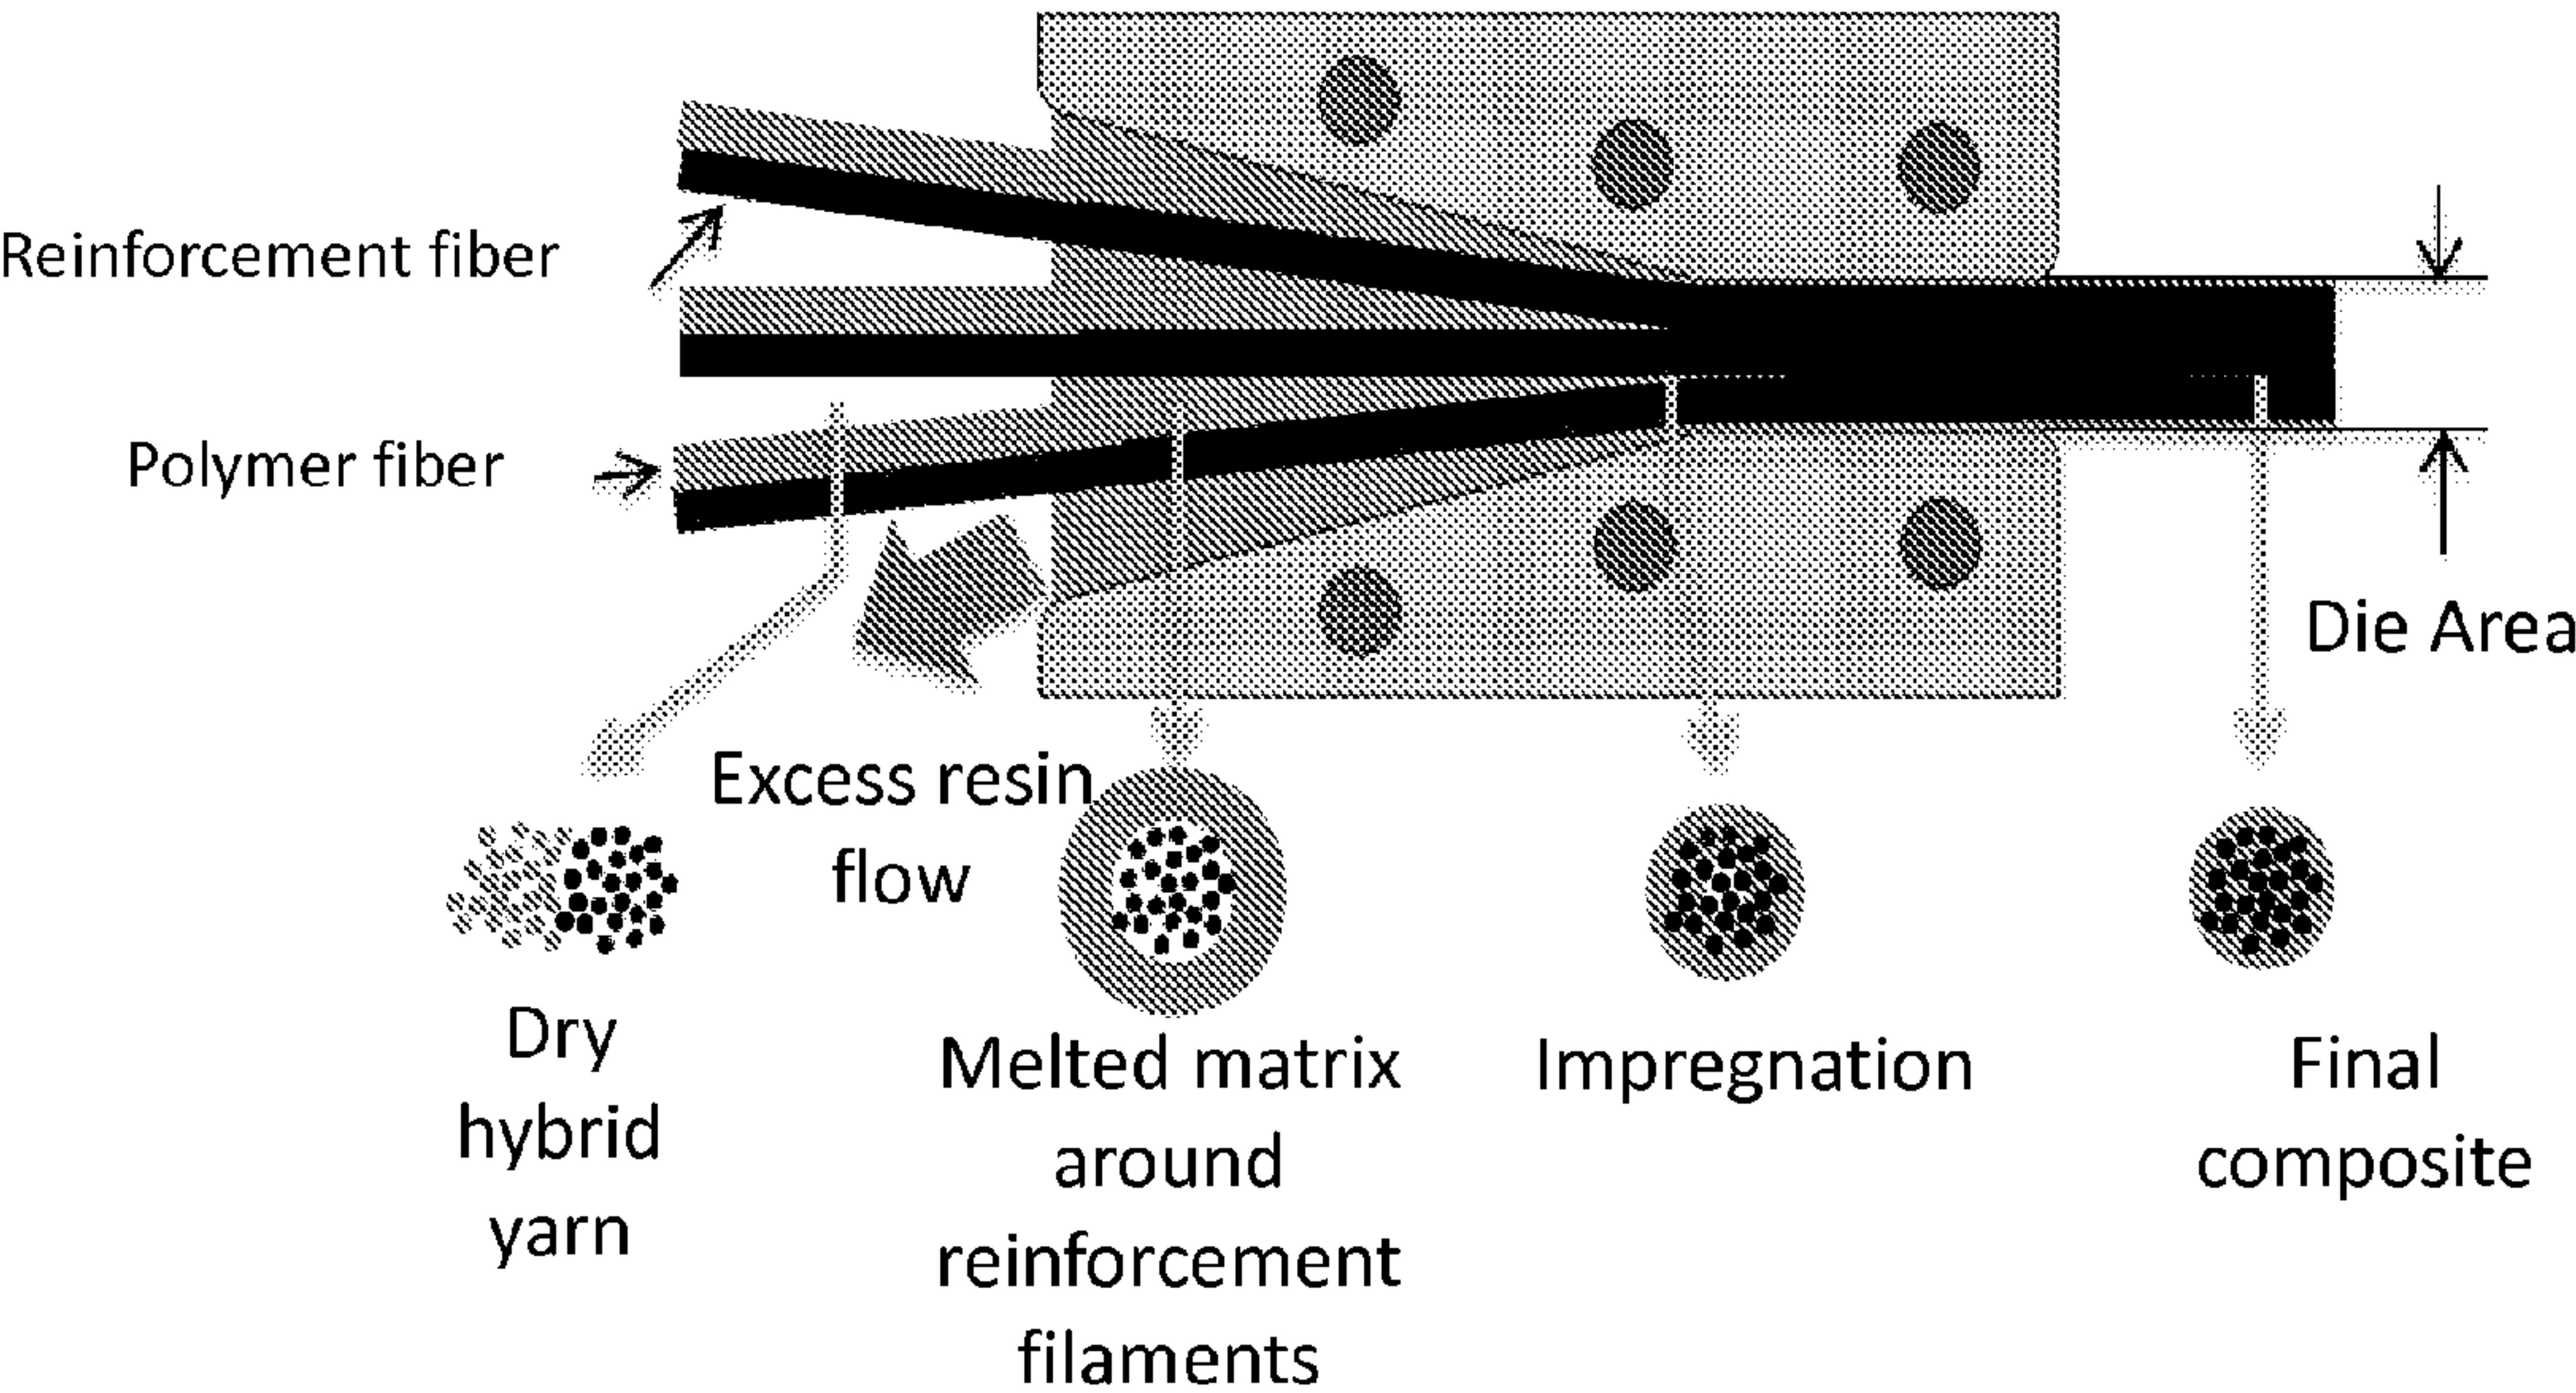 Reinforcement fiber
Polymer fiber
Die Area
Excess resin
flow
Dry
hybrid
yarn
Melted matrix
around
reinforcement
filaments
Impregnation
Final
composite